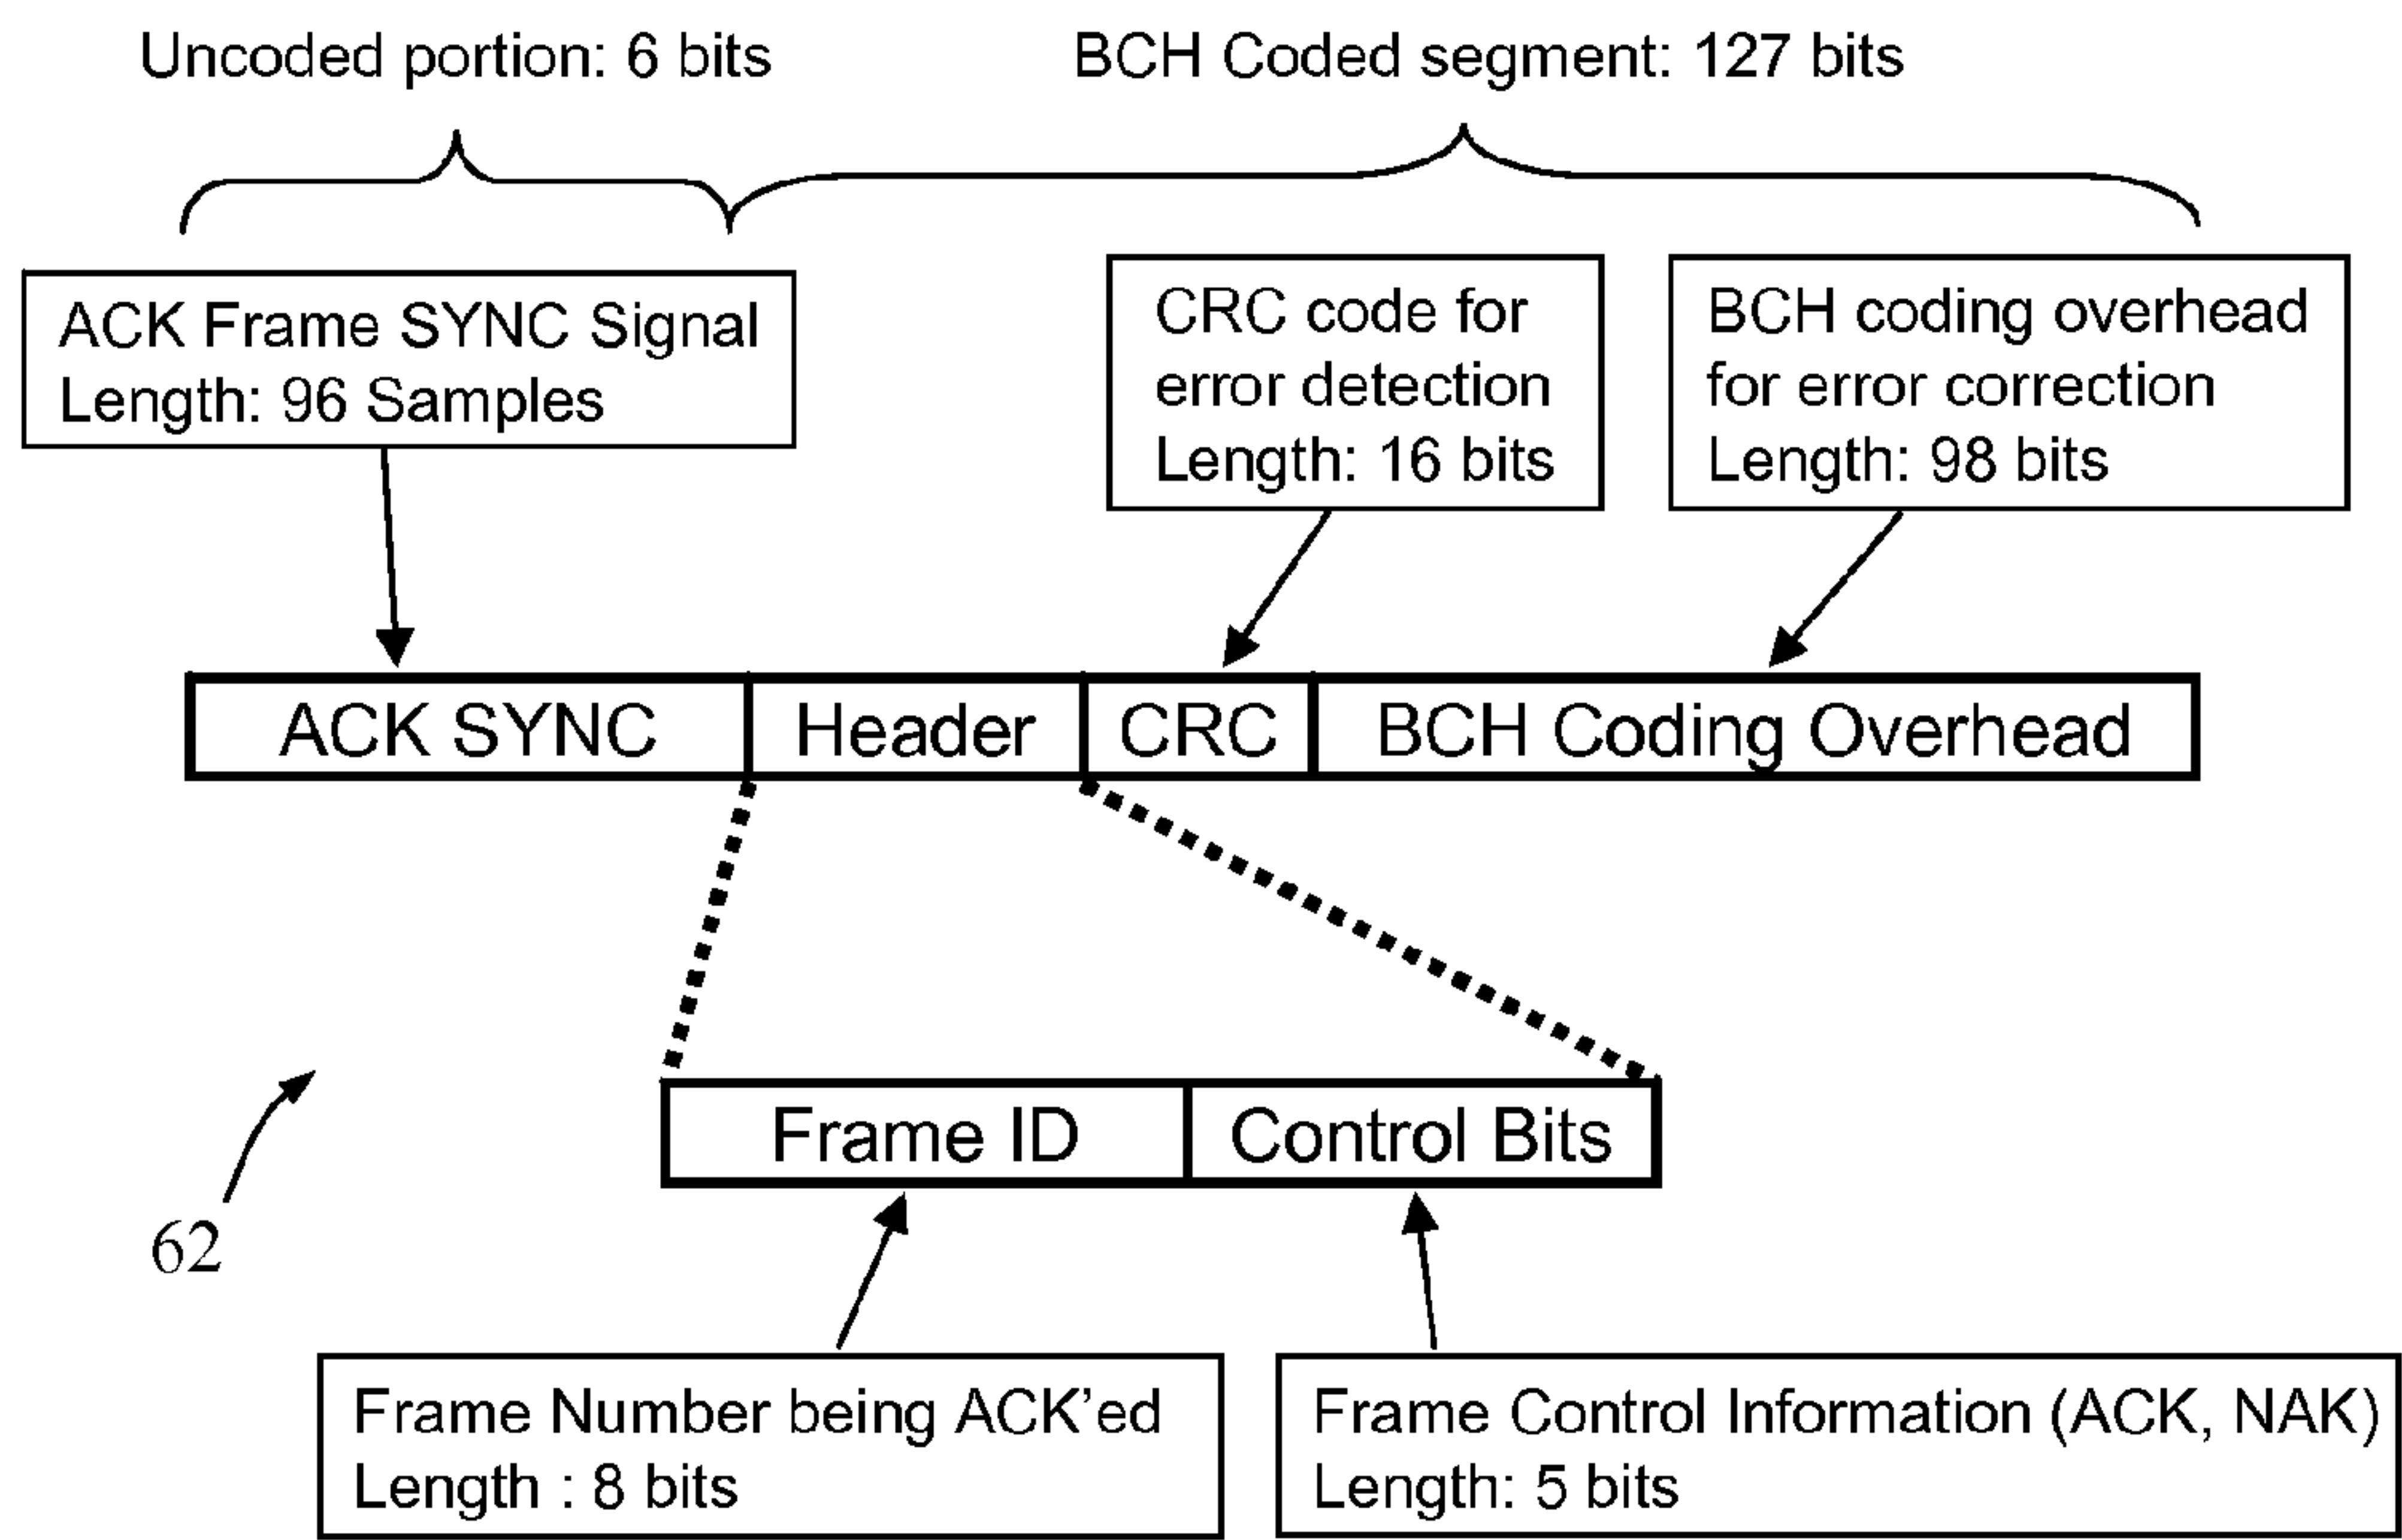 Uncoded portion: 6 bits
BCH Coded segment: 127 bits
ACK Frame SYNC Signal
Length: 96 Samples
CRC code for
error detection
Length: 16 bits
BCH coding overhead
for error correction
Length: 98 bits
ACK SYNC
Header
CRC
BCH Coding Overhead
Frame ID
Control Bits
62
Frame Number being ACK’ed
Length : 8 bits
Frame Control Information (ACK, NAK)
Length: 5 bits